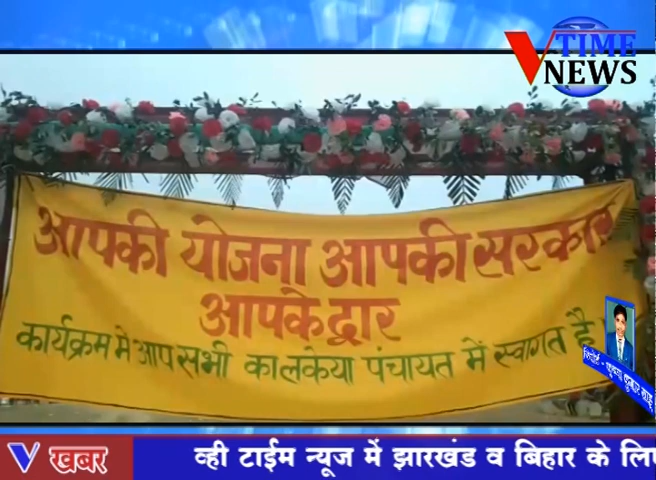 V TIME
NEWS
आपकी योजना आपकी सरकार
आपके द्वार
कार्यक्रम मे आप सभी कालकेया पंचायत में स्वागत है
रिपोर्ट -
V खबर
व्ही टाईम न्यूज में झारखंड व बिहार के लिए